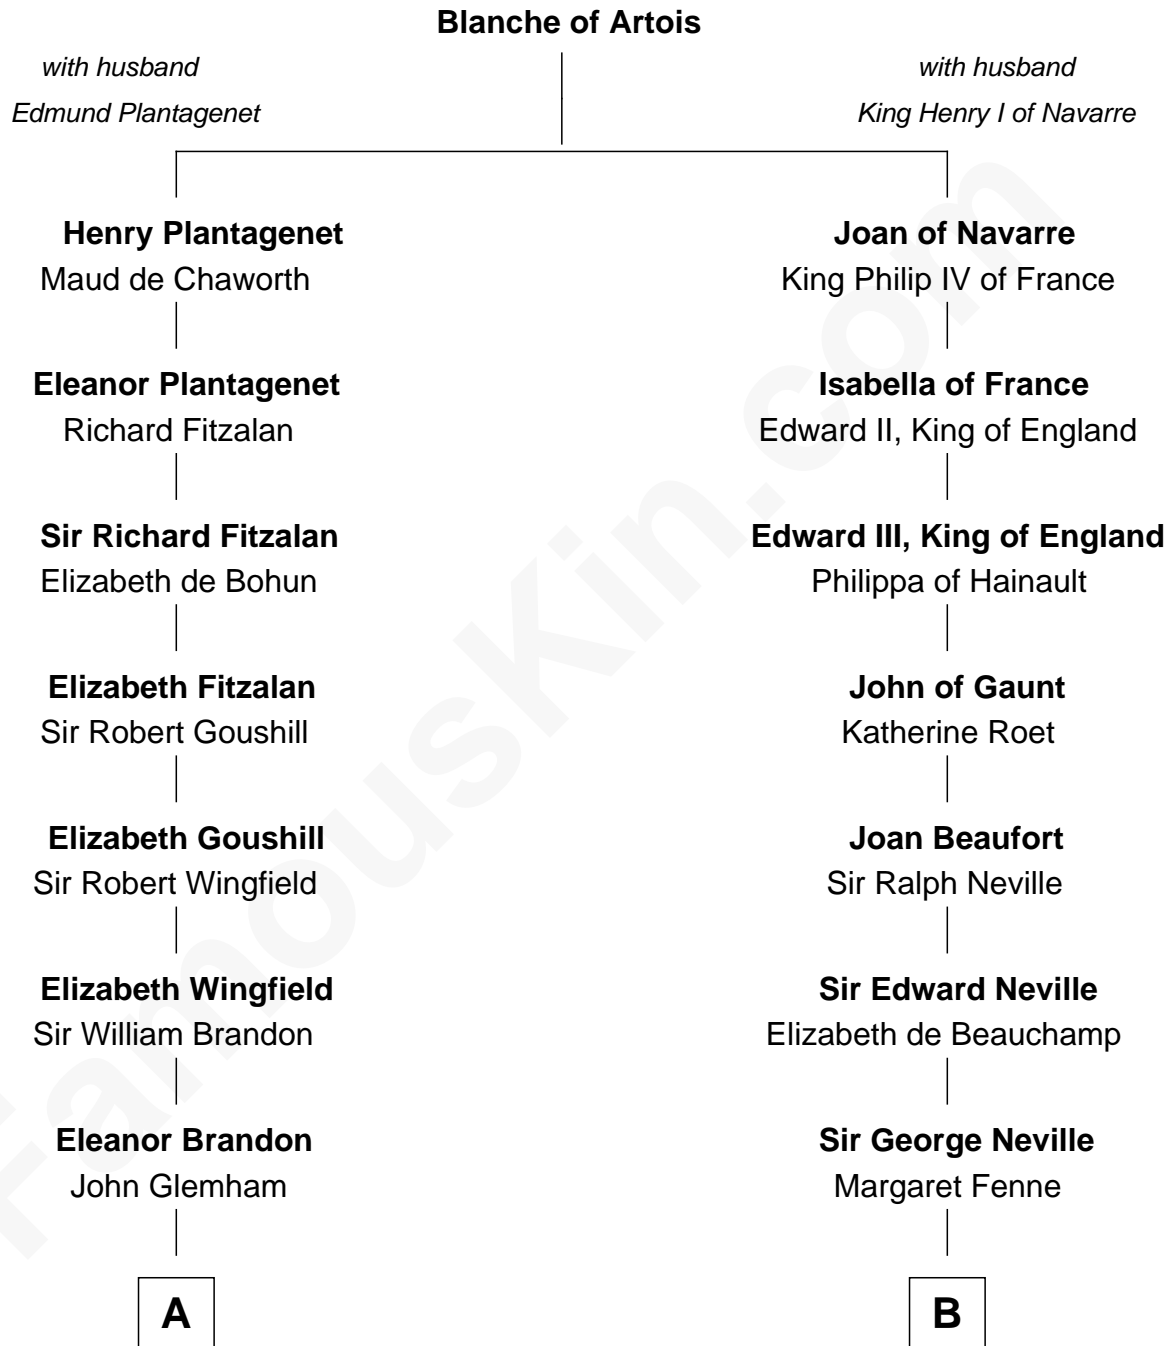 Blanche of Artois
with husband
Edmund Plantagenet
with husband
King Henry I of Navarre
Henry Plantagenet
Maud de Chaworth
Joan of Navarre
King Philip IV of France
Eleanor Plantagenet
Richard Fitzalan
Isabella of France
Edward II, King of England
Sir Richard Fitzalan
Elizabeth de Bohun
Edward III, King of England
Philippa of Hainault
Elizabeth Fitzalan
Sir Robert Goushill
John of Gaunt
Katherine Roet
Elizabeth Goushill
Sir Robert Wingfield
Joan Beaufort
Sir Ralph Neville
Elizabeth Wingfield
Sir William Brandon
Sir Edward Neville
Elizabeth de Beauchamp
Eleanor Brandon
John Glemham
Sir George Neville
Margaret Fenne
A
B
FamousKin.com